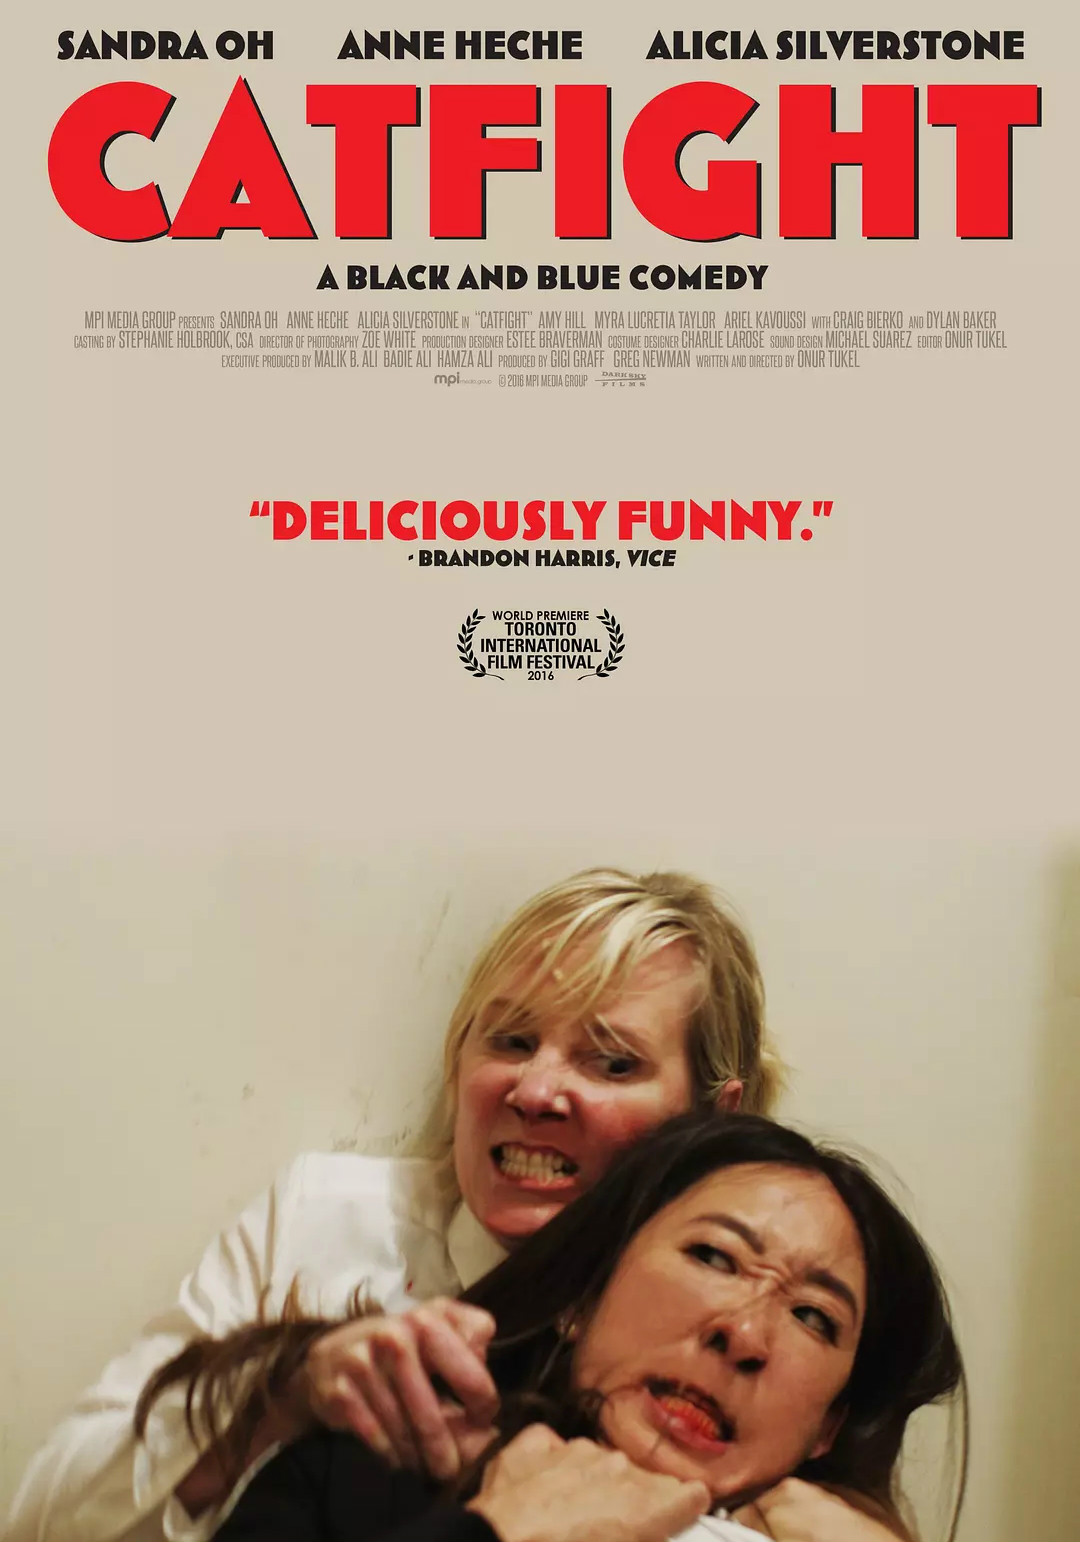 SANDRA OH ANNE HECHE ALICIA SILVERSTONE
CATFIGHT
A BLACK AND BLUE COMEDY
MPI MEDIA GROUP PRESENTS SANDRA OH ANNE HECHE ALICIA SILVERSTONE IN "CATFIGHT" AMY HILL MYRA LUCRETIA TAYLOR ARIEL KAVOUSSI WITH CRAIG BIERKO AND DYLAN BAKER
CASTING BY STEPHANIE HOLBROOK, CSA DIRECTOR OF PHOTOGRAPHY ZOE WHITE PRODUCTION DESIGNER ESTEE BRAVERMAN COSTUME DESIGNER CHARLIE LAROSE SOUND DESIGN MICHAEL SUAREZ EDITOR ONUR TUKEL
EXECUTIVE PRODUCED BY MALIK B. ALI BADIE ALI HAMZA ALI PRODUCED BY GIGI GRAFF GREG NEWMAN WRITTEN AND DIRECTED BY ONUR TUKEL
mpi media group © 2016 MPI MEDIA GROUP DARK SKY
FILMS
"DELICIOUSLY FUNNY."
- BRANDON HARRIS, VICE
WORLD PREMIERE
TORONTO
INTERNATIONAL
FILM FESTIVAL
2016